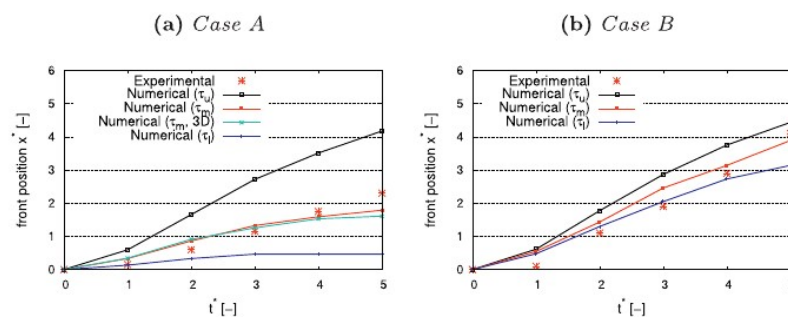 (a) Case A
(b) Case B
6
5
4
3
2
1
0
front position x* [-]
Experimental
Numerical (τu)
Numerical (τm)
Numerical (τm, 3D)
Numerical (τl)
0 1 2 3 4 5
t* [-]
6
5
4
3
2
1
0
front position x* [-]
Experimental
Numerical (τu)
Numerical (τm)
Numerical (τl)
0 1 2 3 4 5
t* [-]